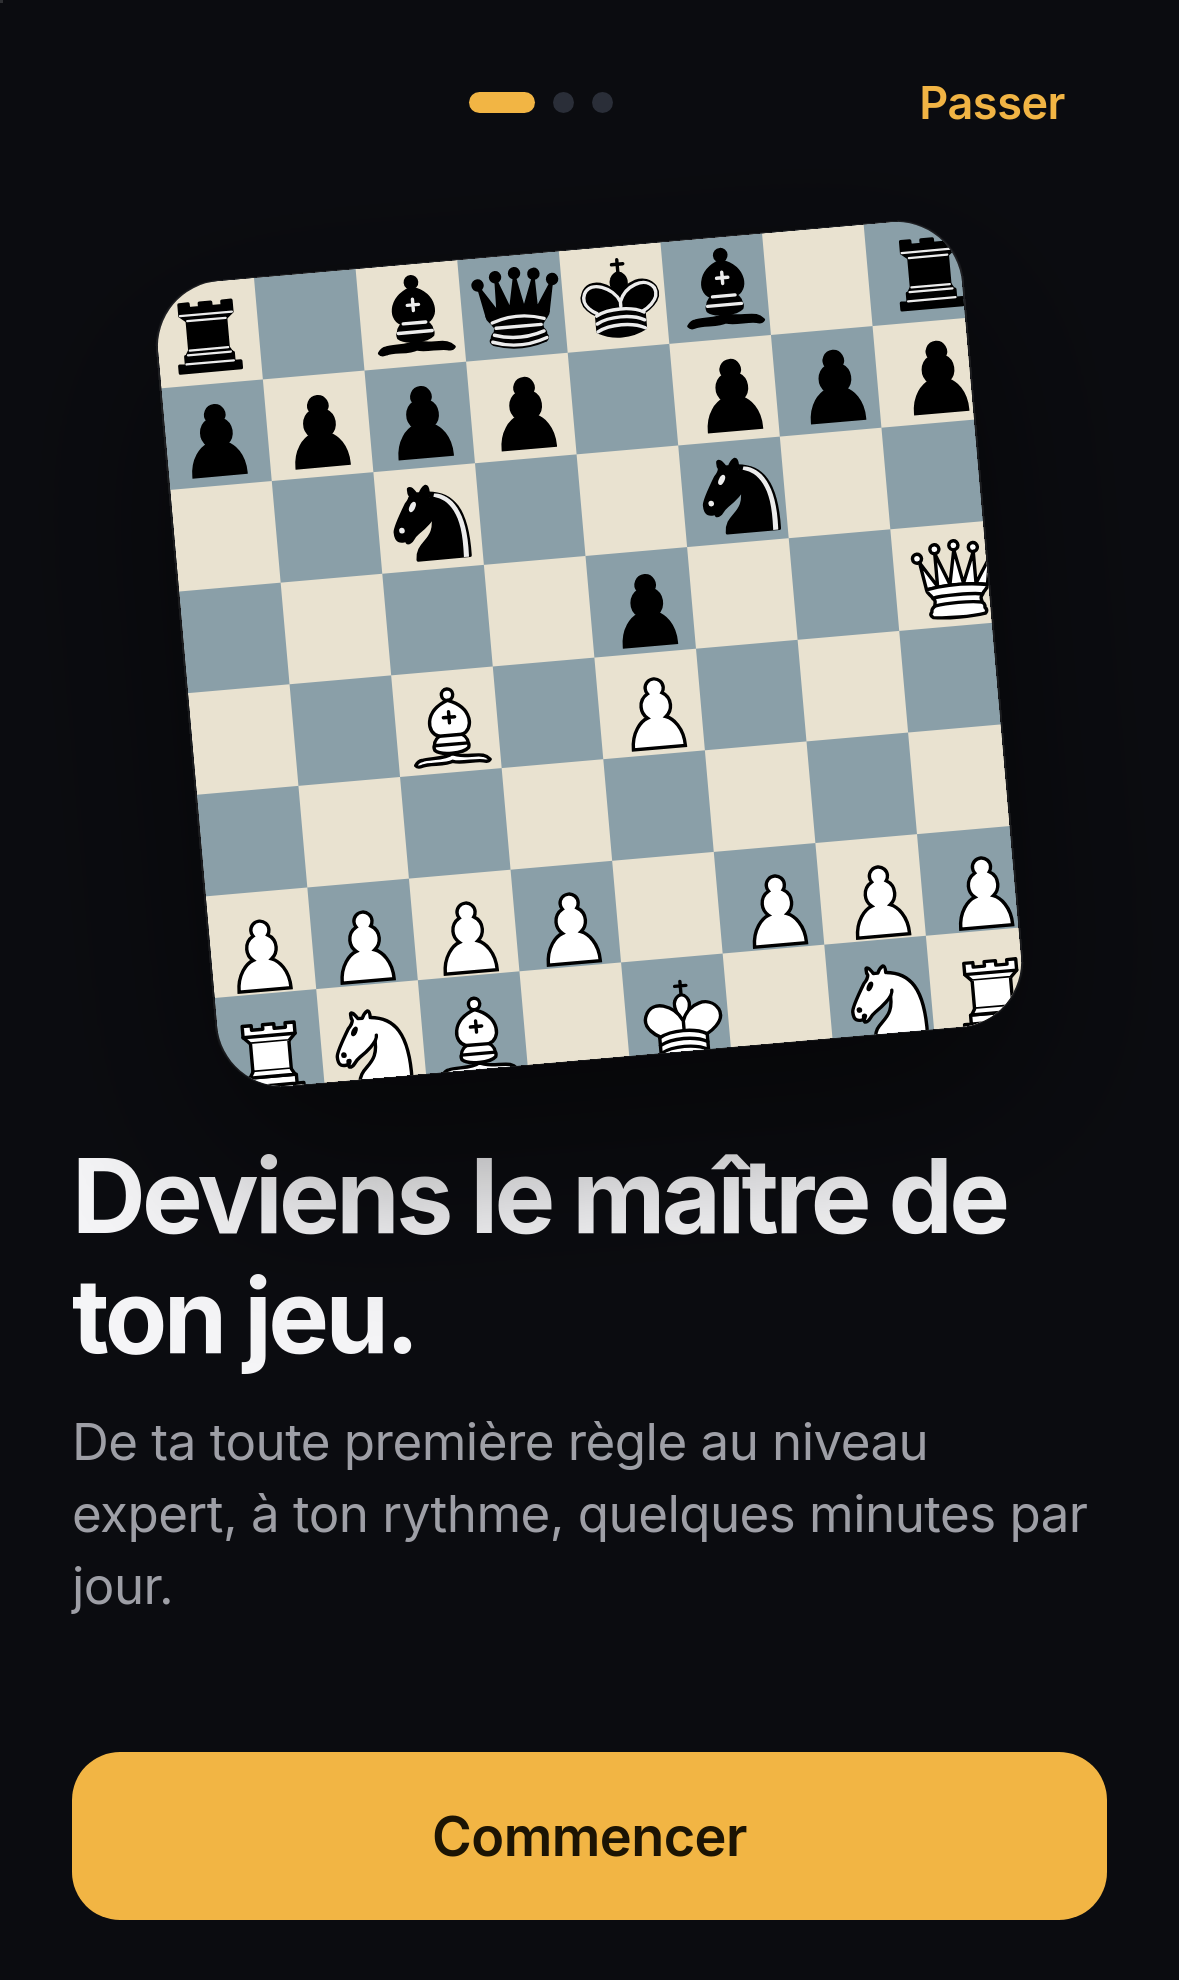 Passer
Deviens le maître de
ton jeu.
De ta toute première règle au niveau
expert, à ton rythme, quelques minutes par
jour.
Commencer